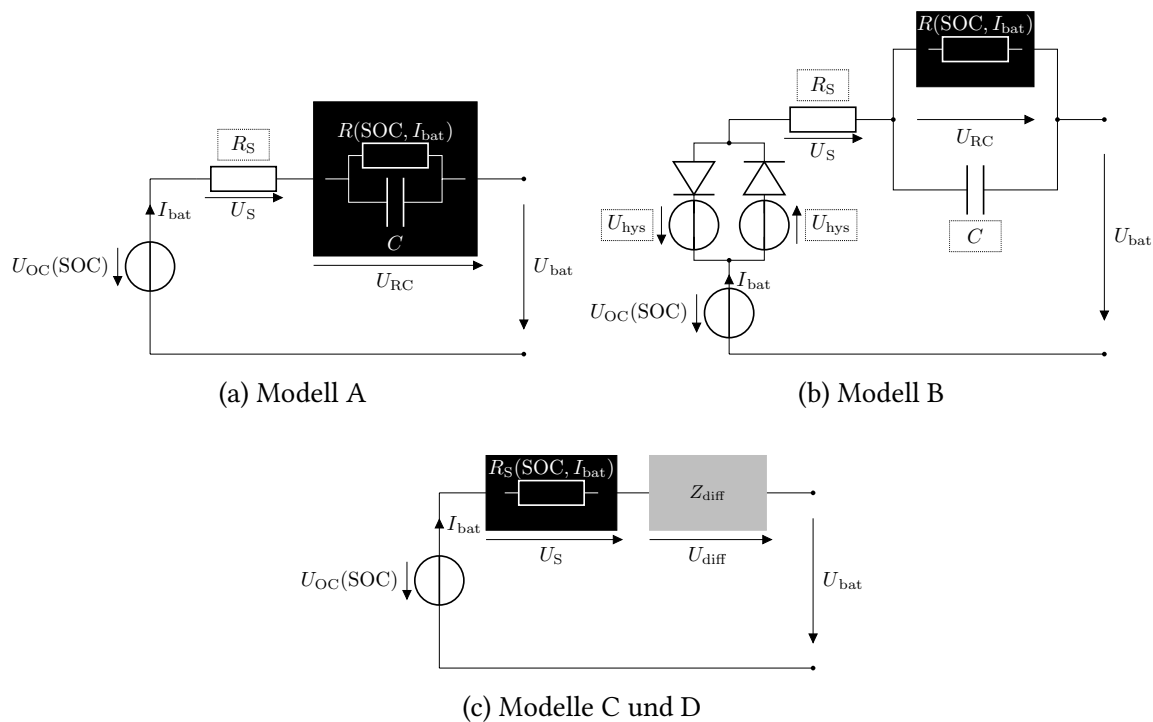 R(SOC, I_bat)
R_S
U_S
I_bat
U_OC(SOC)
C
U_RC
U_bat
(a) Modell A
R(SOC, I_bat)
R_S
U_S
U_RC
C
U_hys
U_hys
I_bat
U_OC(SOC)
U_bat
(b) Modell B
R_S(SOC, I_bat)
Z_diff
I_bat
U_S
U_diff
U_OC(SOC)
U_bat
(c) Modelle C und D